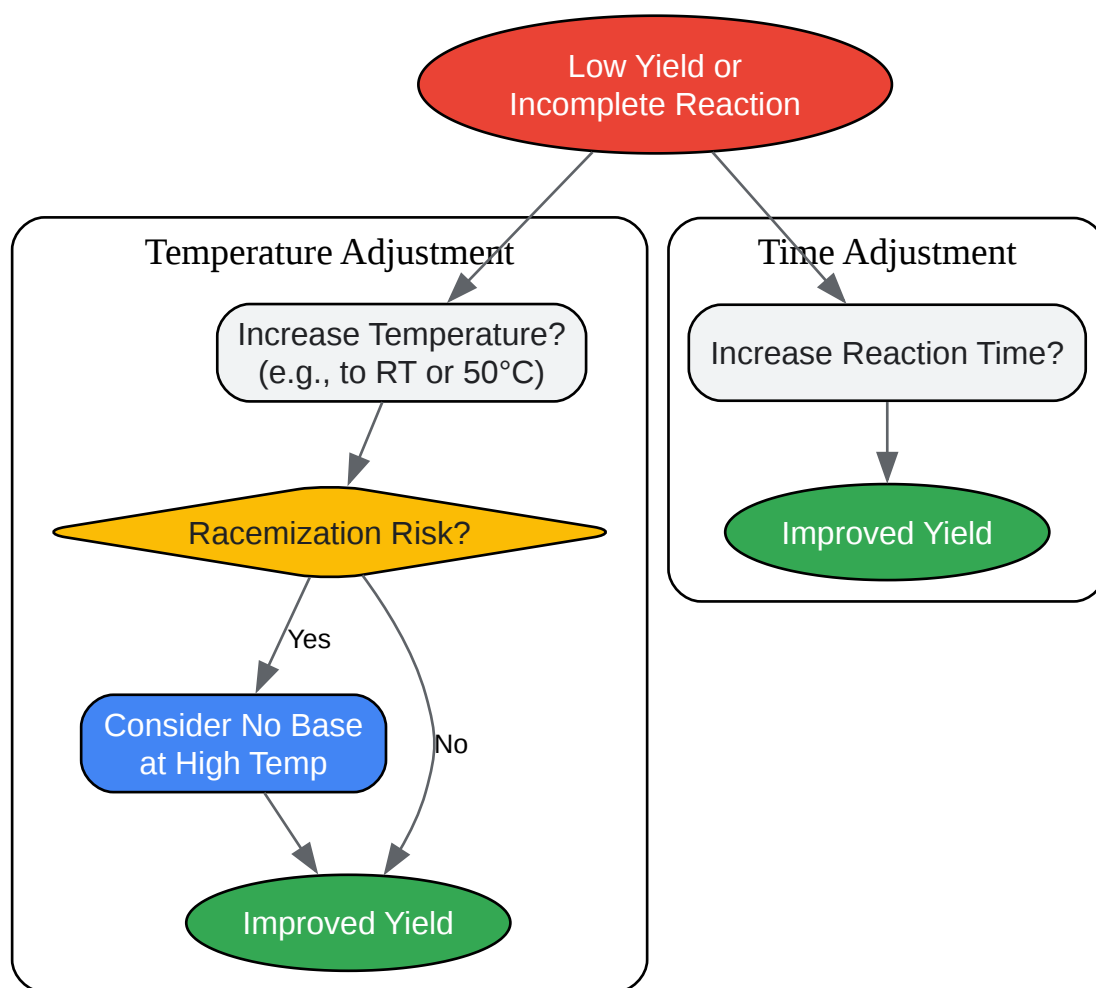 Low Yield or
Incomplete Reaction
Temperature Adjustment
Increase Temperature?
(e.g., to RT or 50°C)
Racemization Risk?
Yes
No
Consider No Base
at High Temp
Improved Yield
Time Adjustment
Increase Reaction Time?
Improved Yield